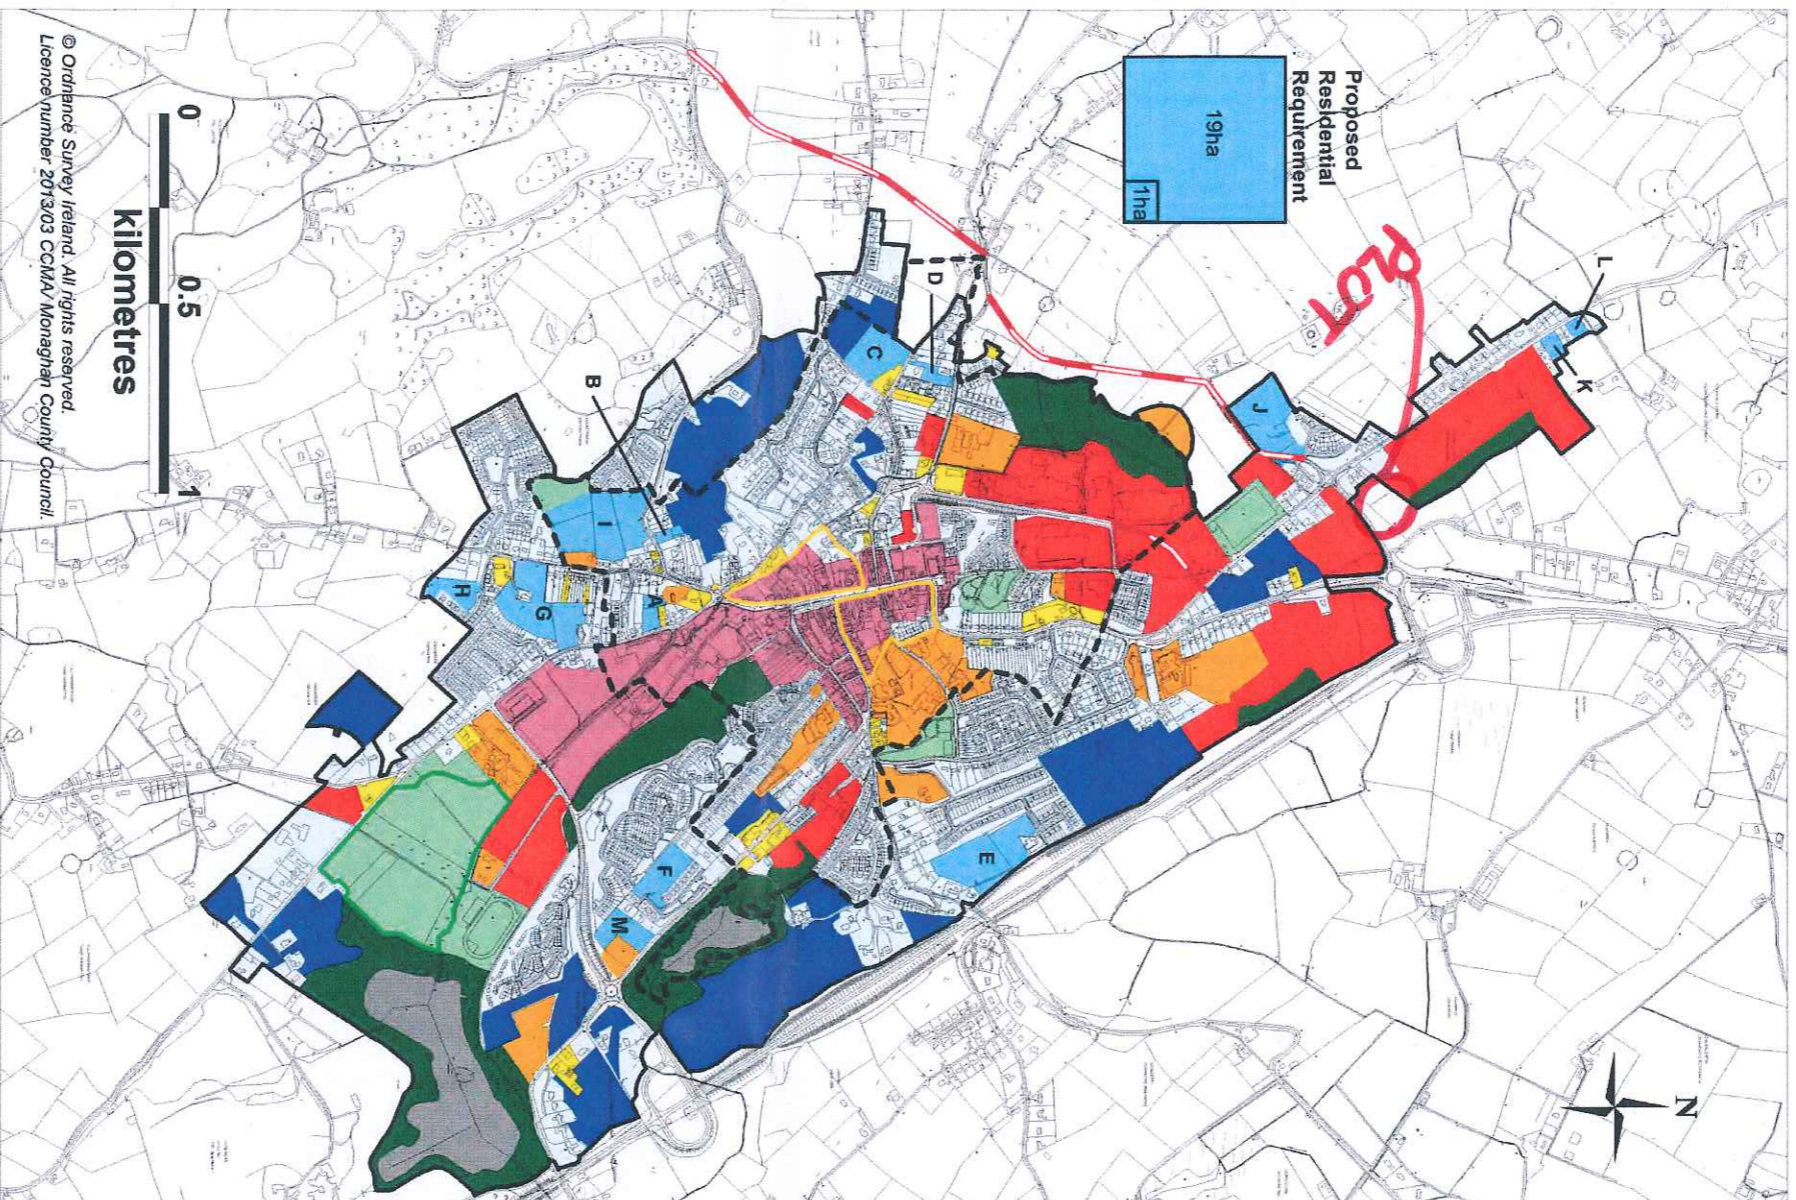 Proposed
Residential
Requirement
19ha
1ha
PLOT
L
K
J
D
C
B
I
A
H
G
E
F
M
N
0
0.5
1
kilometres
© Ordnance Survey Ireland. All rights reserved.
Licence number 2013/03 CCMA/ Monaghan County Council.